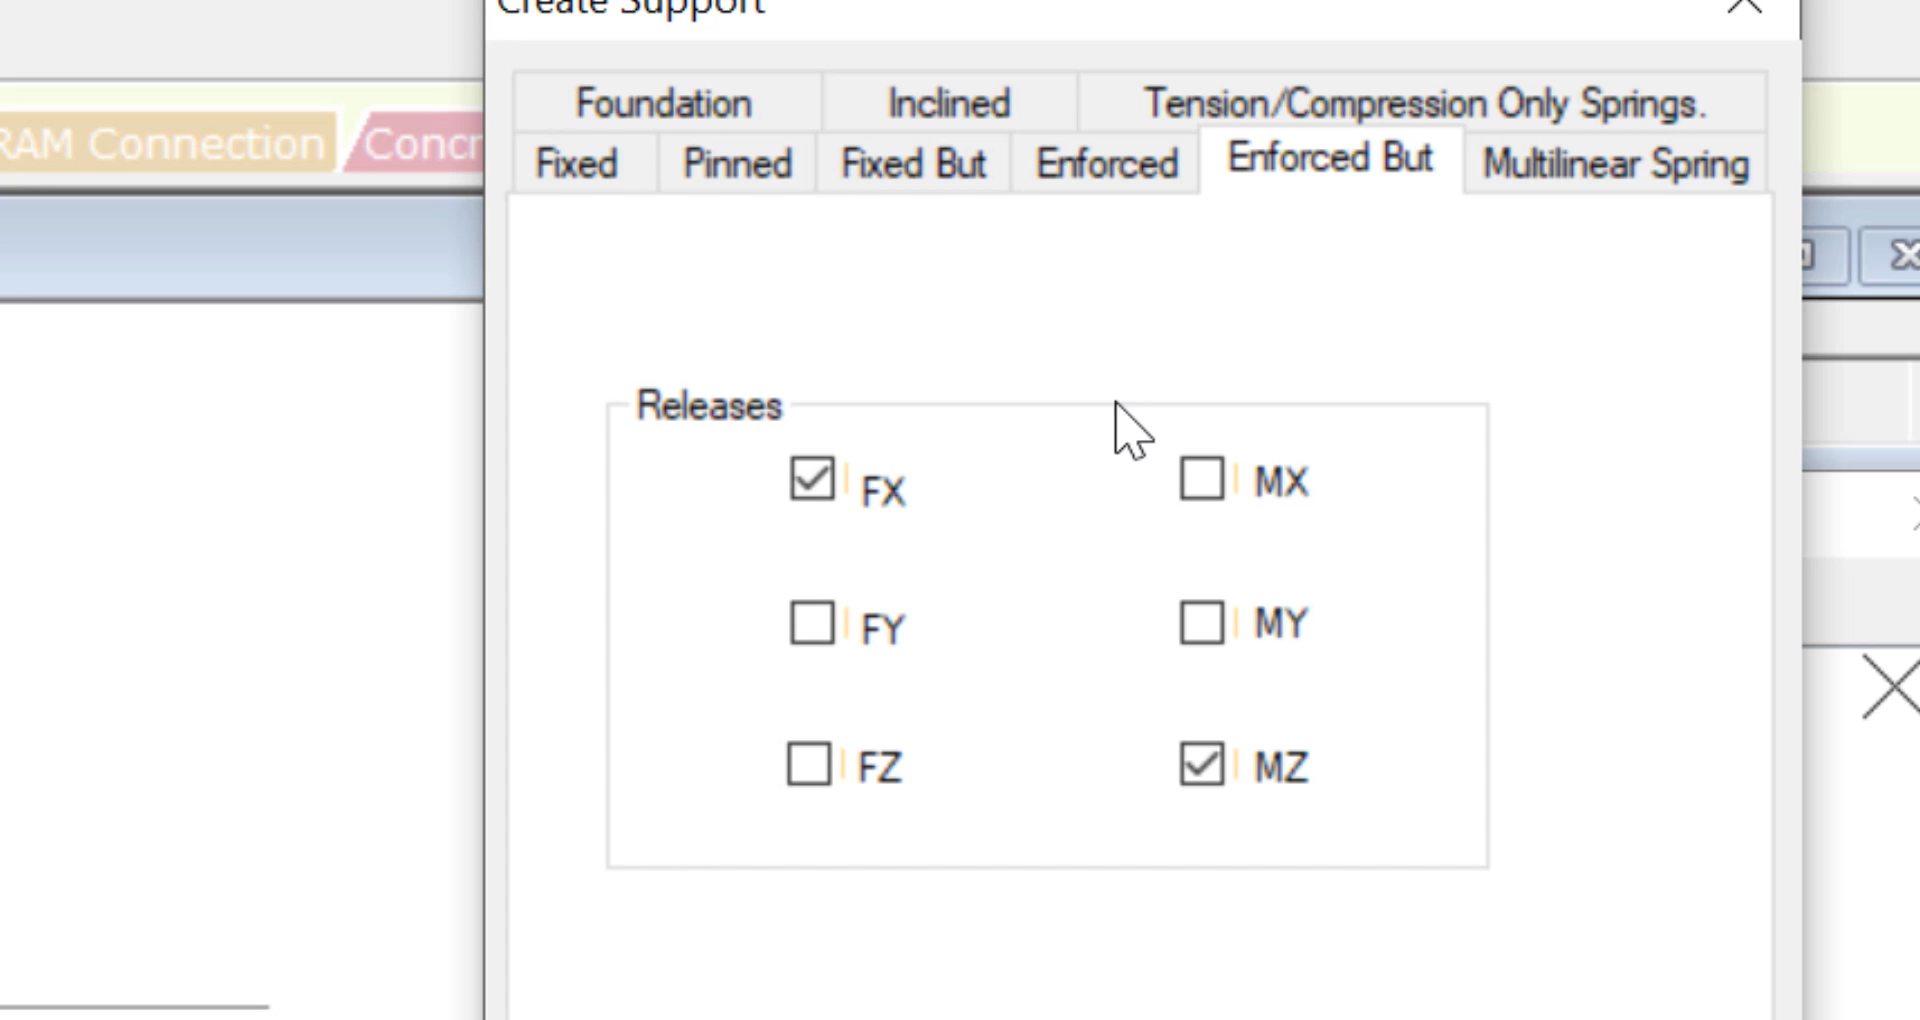 Create Support
Foundation Inclined Tension/Compression Only Springs.
RAM Connection Concr
Fixed Pinned Fixed But Enforced Enforced But Multilinear Spring
Releases
FX MX
FY MY
FZ MZ